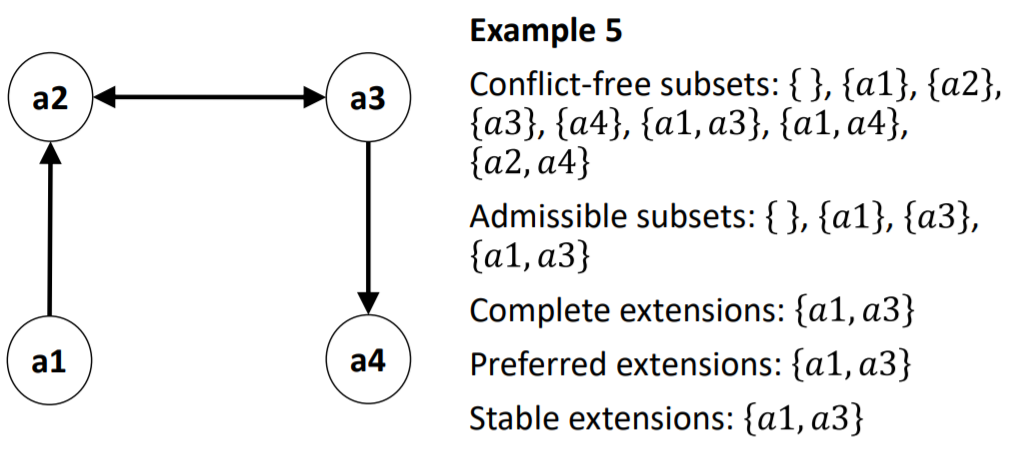 a2
a3
a1
a4
Example 5
Conflict-free subsets: { }, {a1}, {a2},
{a3}, {a4}, {a1, a3}, {a1, a4},
{a2, a4}
Admissible subsets: { }, {a1}, {a3},
{a1, a3}
Complete extensions: {a1, a3}
Preferred extensions: {a1, a3}
Stable extensions: {a1, a3}